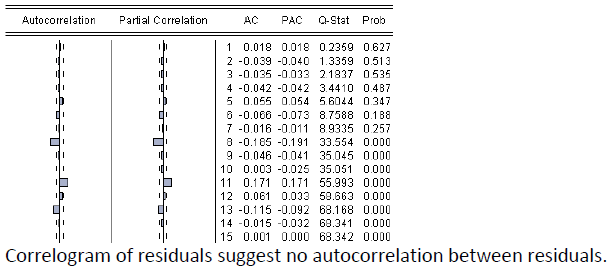 Autocorrelation Partial Correlation AC PAC Q-Stat Prob
1 0.018 0.018 0.2359 0.627
2 -0.039 -0.040 1.3359 0.513
3 -0.035 -0.033 2.1837 0.535
4 -0.042 -0.042 3.4410 0.487
5 0.055 0.054 5.6044 0.347
6 -0.066 -0.073 8.7588 0.188
7 -0.016 -0.011 8.9335 0.257
8 -0.185 -0.191 33.554 0.000
9 -0.046 -0.041 35.045 0.000
10 0.003 -0.025 35.051 0.000
11 0.171 0.171 55.993 0.000
12 0.061 0.033 58.663 0.000
13 -0.115 -0.092 68.168 0.000
14 -0.015 -0.032 68.341 0.000
15 0.001 0.000 68.342 0.000
Correlogram of residuals suggest no autocorrelation between residuals.